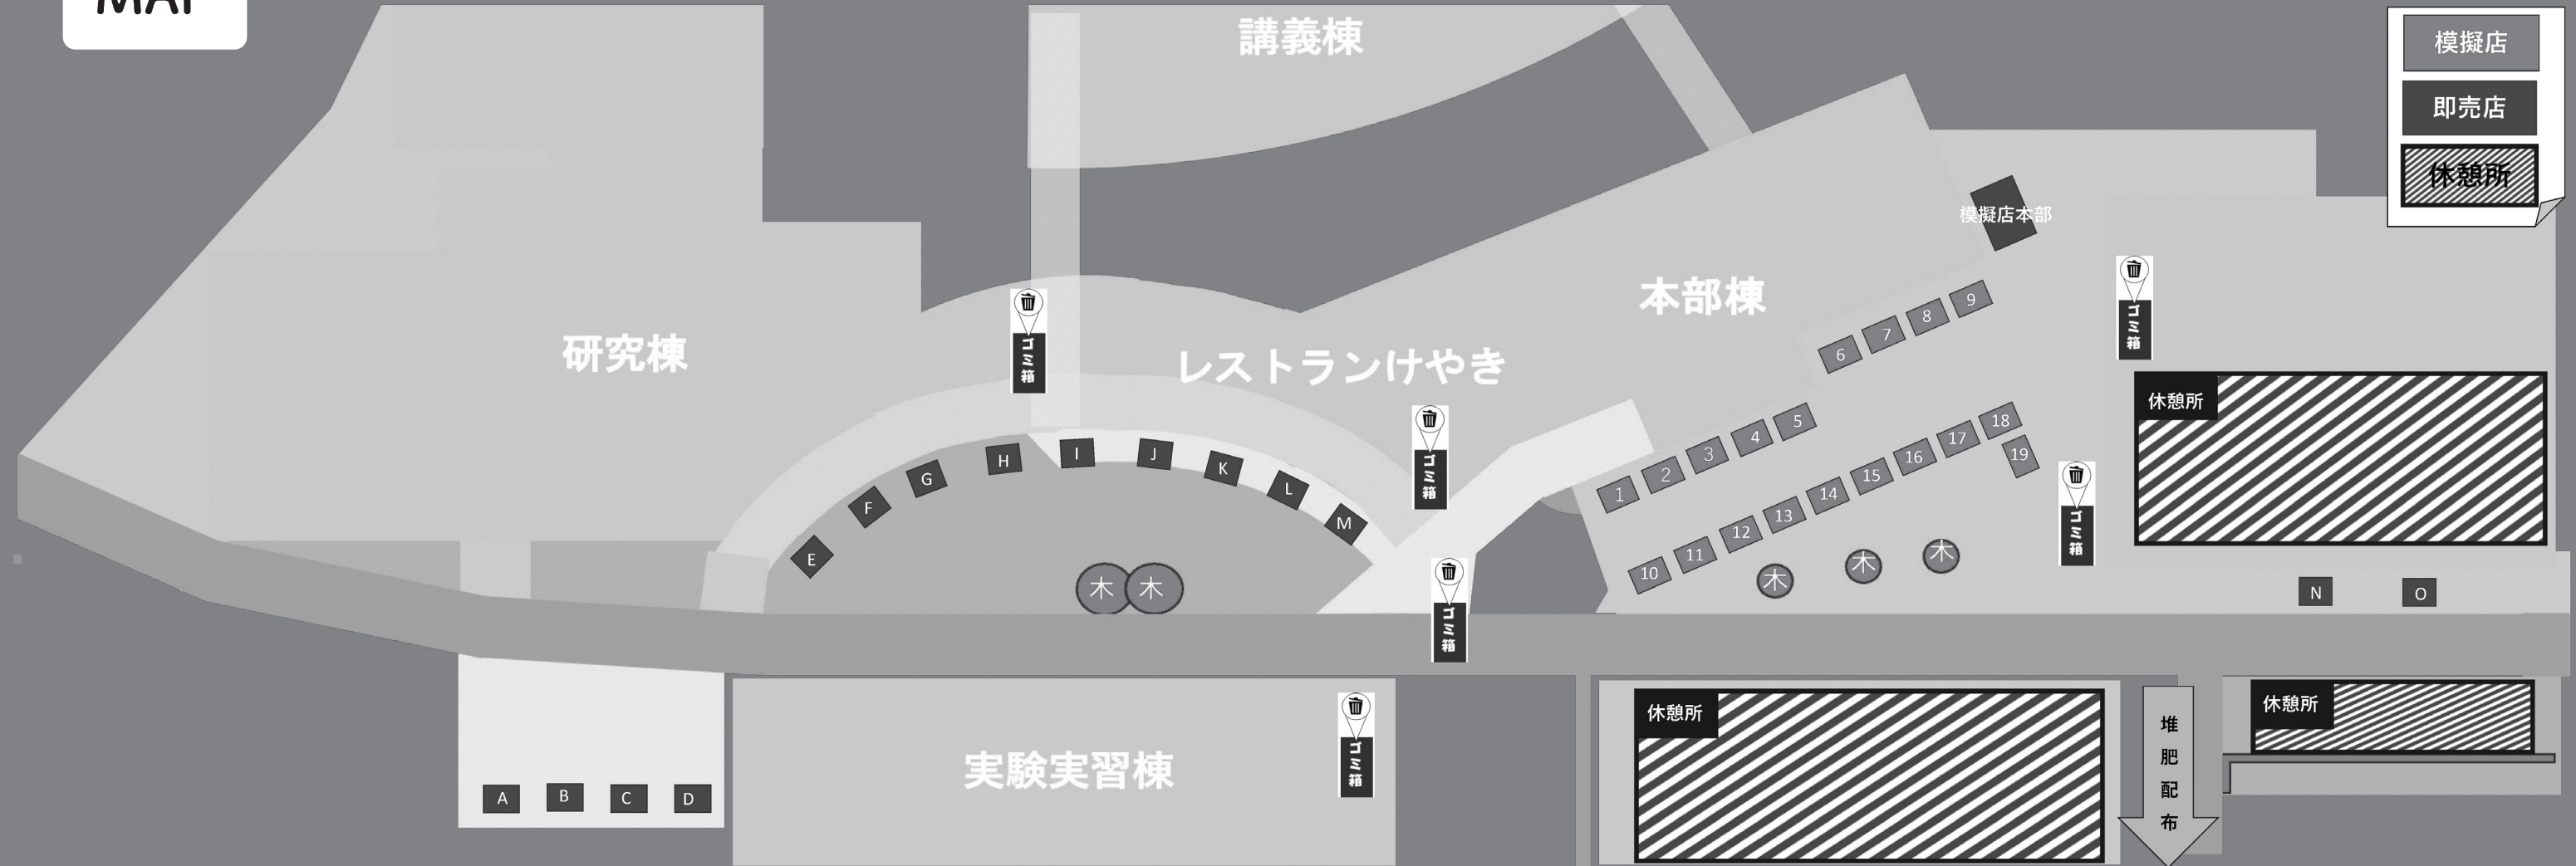 MAP
講義棟
模擬店
即売店
休憩所
模擬店本部
本部棟
研究棟
レストランけやき
ゴミ箱
ゴミ箱
ゴミ箱
ゴミ箱
ゴミ箱
ゴミ箱
休憩所
9
8
7
6
5
4
3
2
1
18
17
16
15
14
13
12
11
10
19
E
F
G
H
I
J
K
L
M
木
木
木
木
木
N
O
A
B
C
D
実験実習棟
休憩所
堆肥配布
休憩所